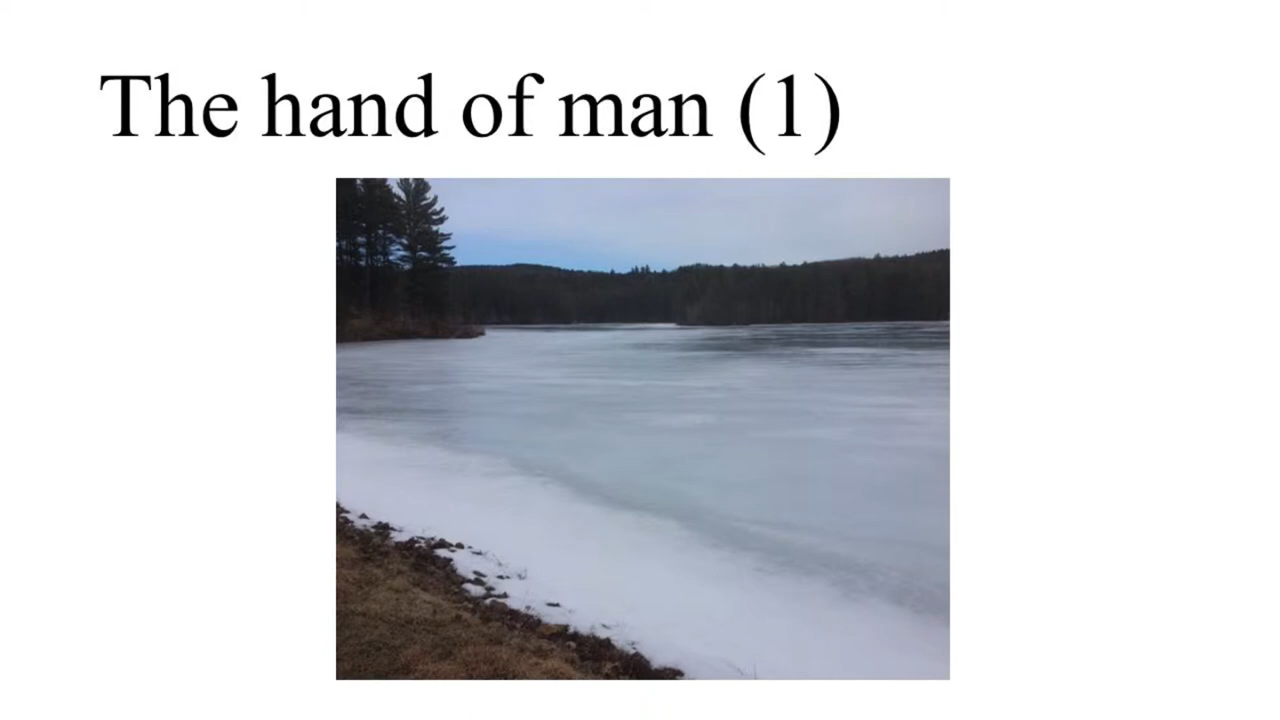 The hand of man (1)